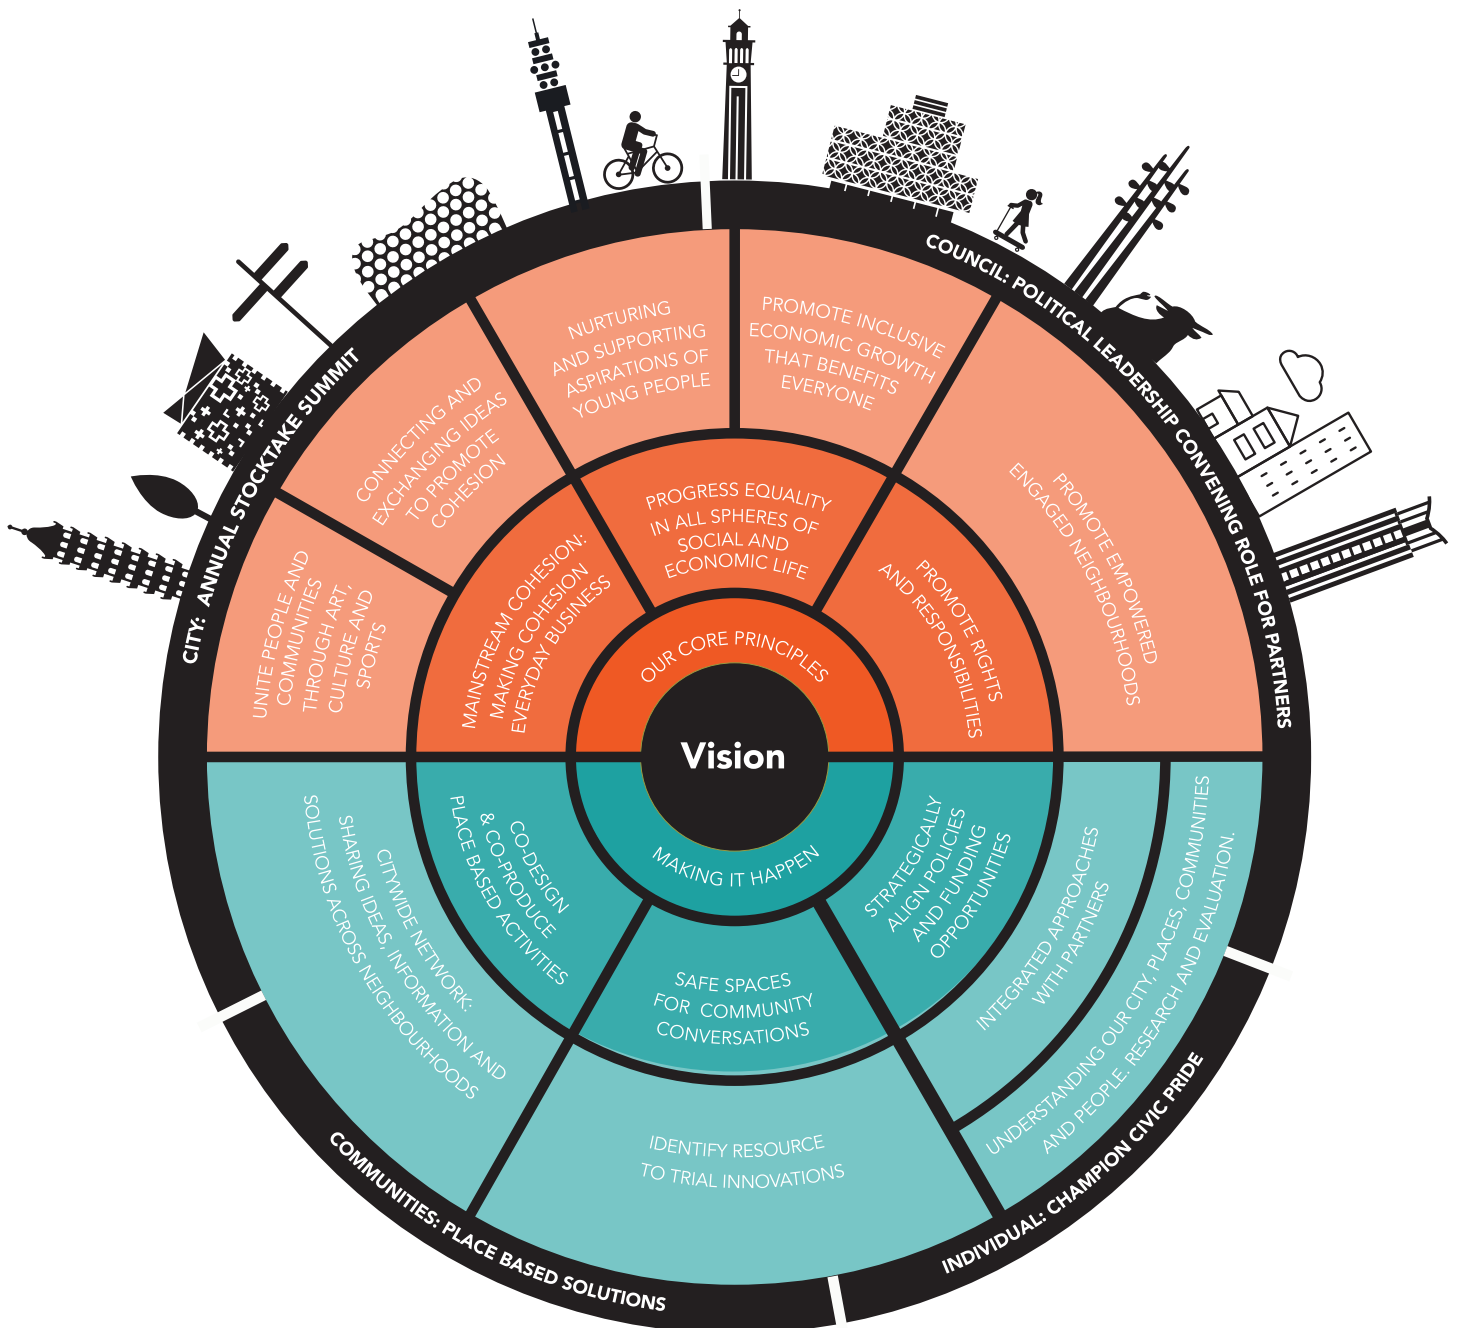 CITY:  ANNUAL STOCKTAKE SUMMIT
COUNCIL: POLITICAL LEADERSHIP CONVENING ROLE FOR PARTNERS
NURTURING
AND SUPPORTING
ASPIRATIONS OF
YOUNG PEOPLE
PROMOTE INCLUSIVE
ECONOMIC GROWTH
THAT BENEFITS
EVERYONE
CONNECTING AND
EXCHANGING IDEAS
TO PROMOTE
COHESION
PROMOTE EMPOWERED
ENGAGED NEIGHBOURHOODS
UNITE PEOPLE AND
COMMUNITIES
THROUGH ART,
CULTURE AND
SPORTS
MAINSTREAM COHESION:
MAKING COHESION
EVERYDAY BUSINESS
PROGRESS EQUALITY
IN ALL SPHERES OF
SOCIAL AND
ECONOMIC LIFE
PROMOTE RIGHTS
AND RESPONSIBILITIES
OUR CORE PRINCIPLES
Vision
MAKING IT HAPPEN
CO-DESIGN
& CO-PRODUCE
PLACE BASED ACTIVITIES
SAFE SPACES
FOR  COMMUNITY
CONVERSATIONS
STRATEGICALLY
ALIGN POLICIES
AND FUNDING
OPPORTUNITIES
CITYWIDE NETWORK:
SHARING IDEAS, INFORMATION AND
SOLUTIONS ACROSS NEIGHBOURHOODS
IDENTIFY RESOURCE
TO TRIAL INNOVATIONS
INTEGRATED APPROACHES
WITH PARTNERS
UNDERSTANDING OUR CITY, PLACES, COMMUNITIES
AND PEOPLE. RESEARCH AND EVALUATION.
COMMUNITIES: PLACE BASED SOLUTIONS
INDIVIDUAL: CHAMPION CIVIC PRIDE